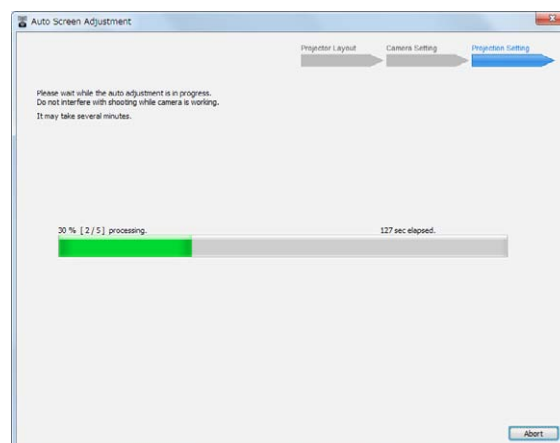 Auto Screen Adjustment
Projector Layout
Camera Setting
Projection Setting
Please wait while the auto adjustment is in progress.
Do not interfere with shooting while camera is working.
It may take several minutes.
30 % [ 2 / 5 ] processing.
127 sec elapsed.
Abort